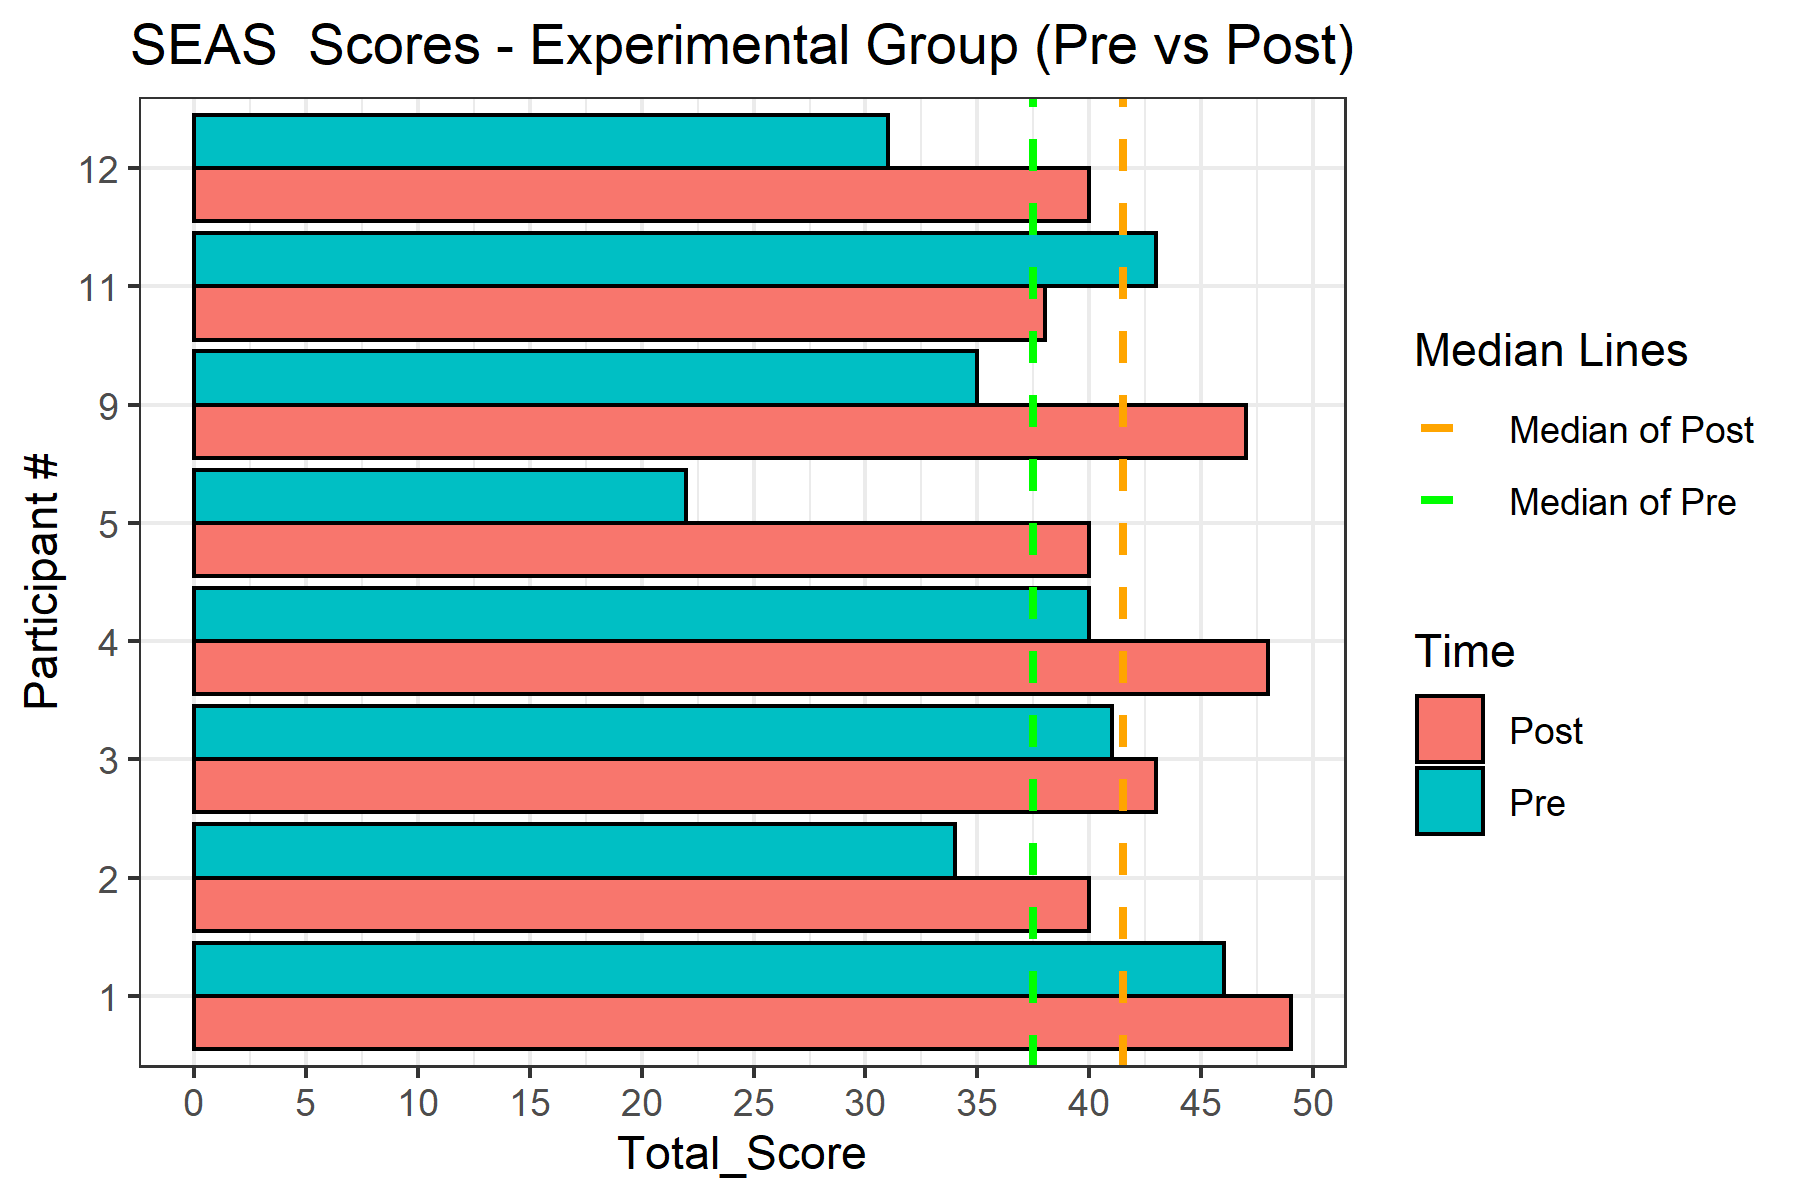 SEAS  Scores - Experimental Group (Pre vs Post)
Participant #
12
11
9
5
4
3
2
1
0 5 10 15 20 25 30 35 40 45 50
Total_Score
Median Lines
Median of Post
Median of Pre
Time
Post
Pre